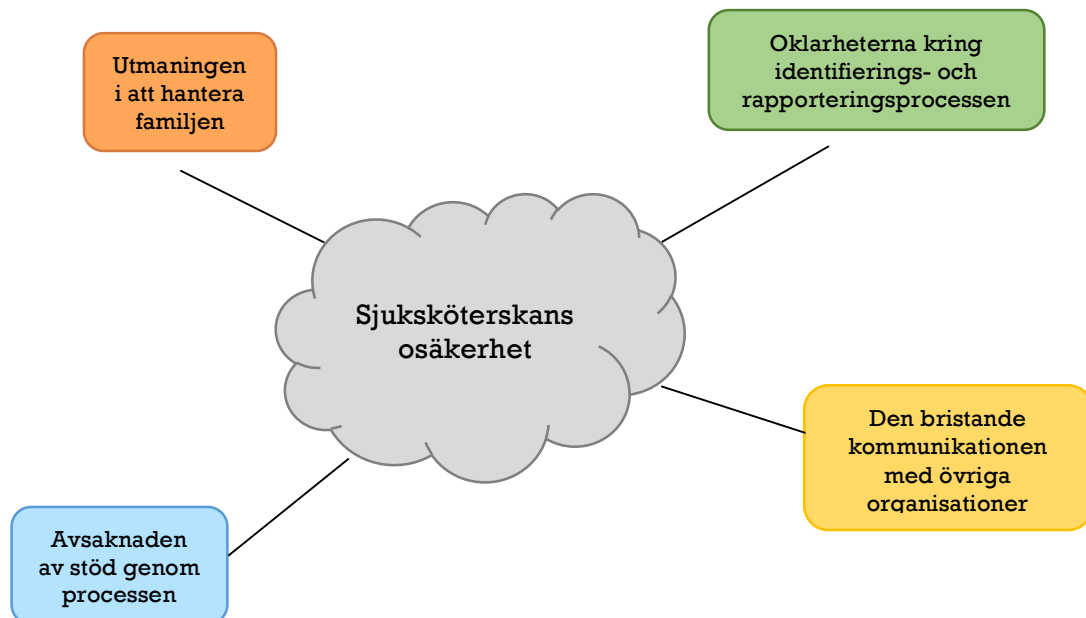 Utmaningen
i att hantera
familjen
Oklarheterna kring
identifierings- och
rapporteringsprocessen
Sjuksköterskans
osäkerhet
Den bristande
kommunikationen
med övriga
organisationer
Avsaknaden
av stöd genom
processen